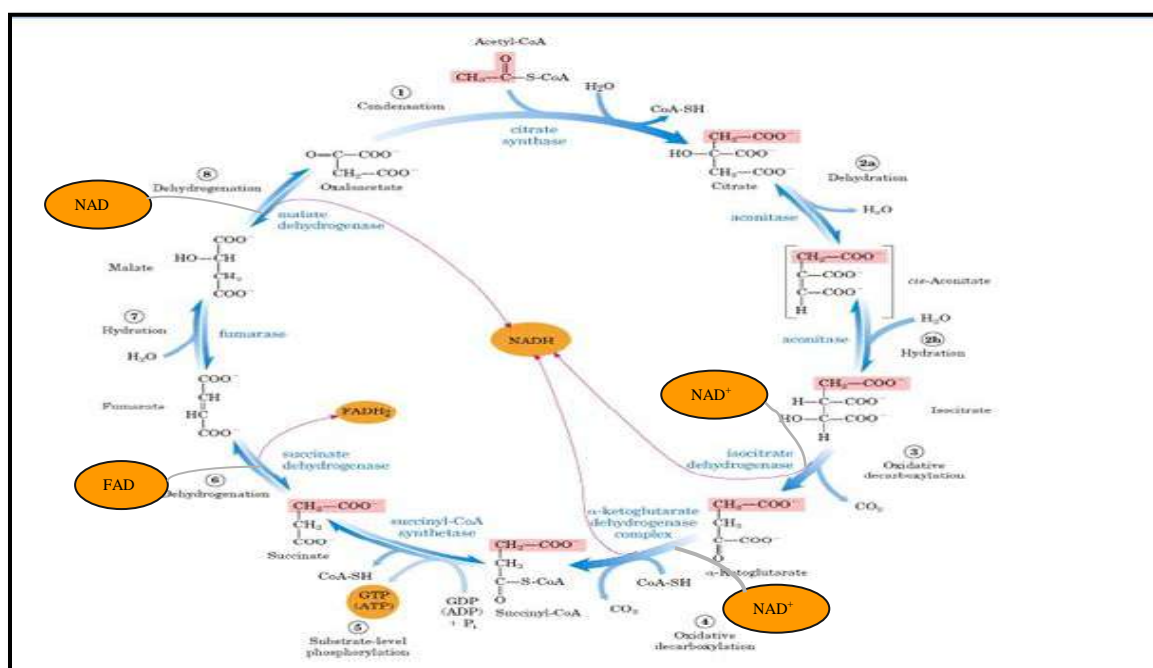 Acetyl-CoA
O
CH₃—C—S-CoA
①
Condensation
H₂O
CoA-SH
citrate
synthase
CH₂—COO⁻
HO—C—COO⁻
CH₂—COO⁻
Citrate
2a
Dehydration
H₂O
aconitase
CH₂—COO⁻
C—COO⁻
C—COO⁻
H
cis-Aconitate
aconitase
H₂O
2b
Hydration
CH₂—COO⁻
H—C—COO⁻
HO—C—COO⁻
H
Isocitrate
NAD⁺
isocitrate
dehydrogenase
③
Oxidative
decarboxylation
CO₂
CH₂—COO⁻
CH₂
C—COO⁻
O
α-Ketoglutarate
α-ketoglutarate
dehydrogenase
complex
CoA-SH
NAD⁺
CO₂
④
Oxidative
decarboxylation
CH₂—COO⁻
CH₂
C—S-CoA
O
Succinyl-CoA
succinyl-CoA
synthetase
GDP
(ADP)
+ Pᵢ
GTP
(ATP)
CoA-SH
⑤
Substrate-level
phosphorylation
CH₂—COO⁻
CH₂
COO⁻
Succinate
succinate
dehydrogenase
⑥
Dehydrogenation
FAD
FADH₂
COO⁻
CH
HC
COO⁻
Fumarate
fumarase
⑦
Hydration
H₂O
COO⁻
HO—CH
CH₂
COO⁻
Malate
malate
dehydrogenase
⑧
Dehydrogenation
NAD
NADH
O=C—COO⁻
CH₂—COO⁻
Oxaloacetate